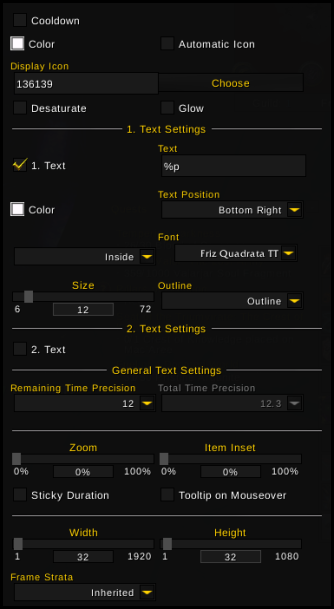 Cooldown
Color Automatic Icon
Display Icon
136139 Choose
Desaturate Glow
1. Text Settings
Text
1. Text %p
Text Position
Color Bottom Right
Font
Inside Friz Quadrata TT
Size Outline
Outline
6 12 72
2. Text Settings
2. Text
General Text Settings
Remaining Time Precision Total Time Precision
12 12.3
Zoom Item Inset
0% 0% 100% 0% 0% 100%
Sticky Duration Tooltip on Mouseover
Width Height
1 32 1920 1 32 1080
Frame Strata
Inherited